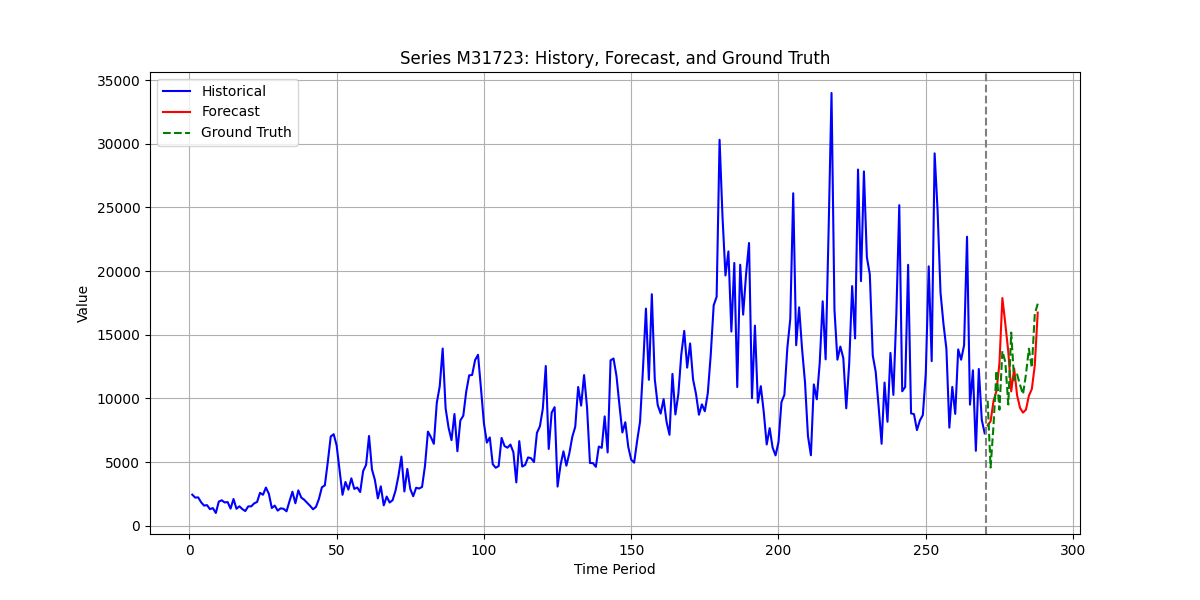 Series M31723: History, Forecast, and Ground Truth
Historical
Forecast
Ground Truth
35000
30000
25000
20000
15000
10000
5000
0
Value
0 50 100 150 200 250 300
Time Period